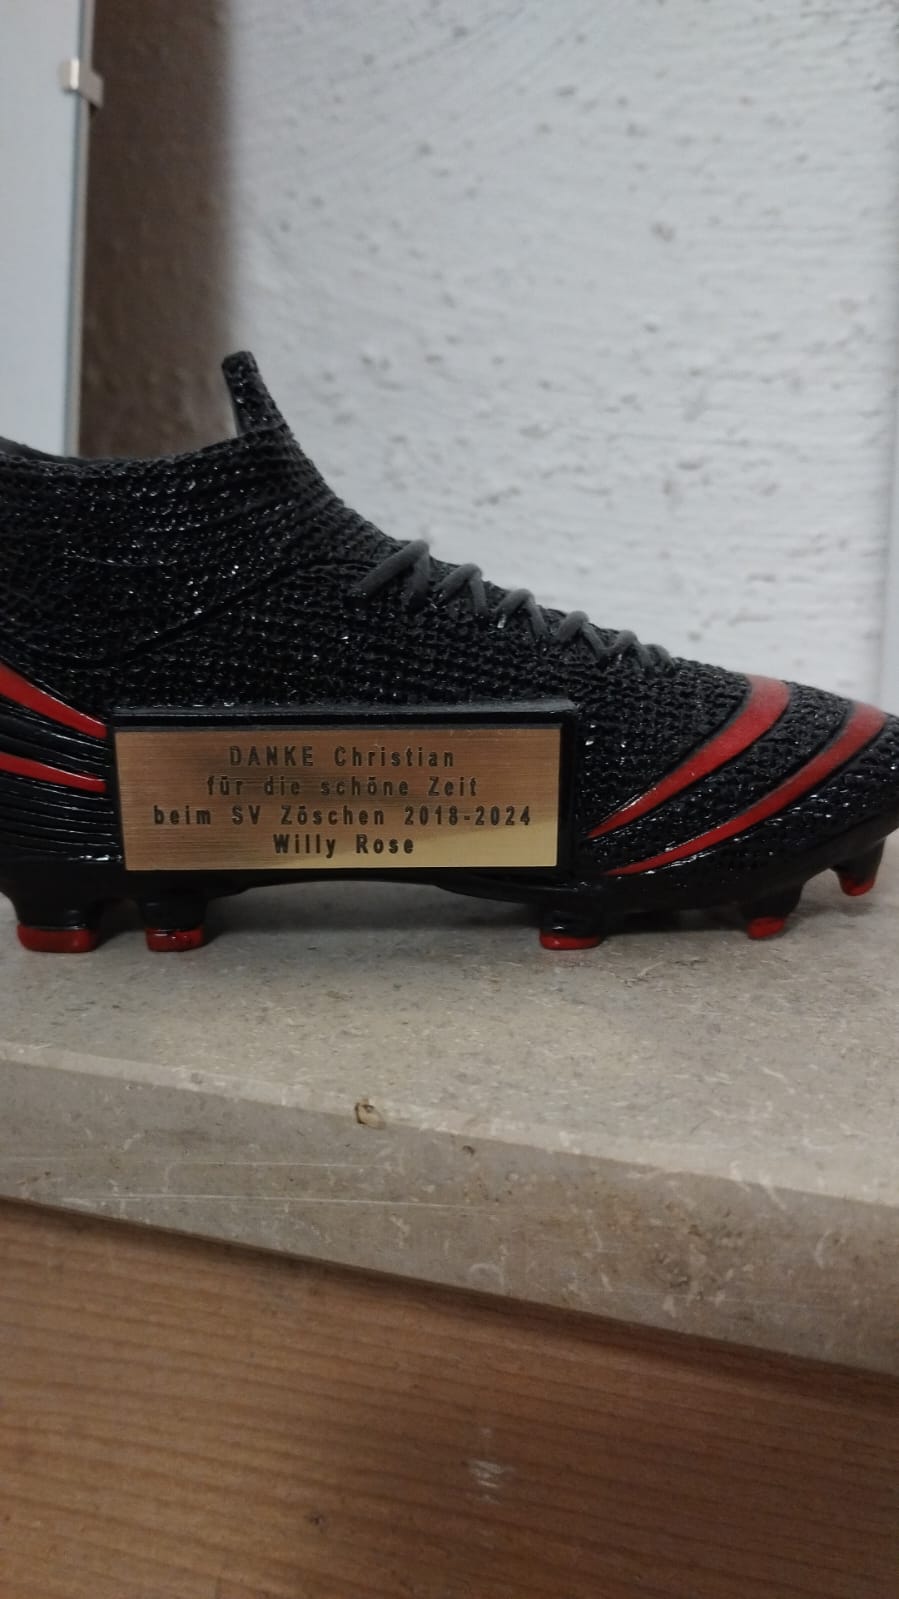 DANKE Christian
für die schöne Zeit
beim SV Zöschen 2018-2024
Willy Rose